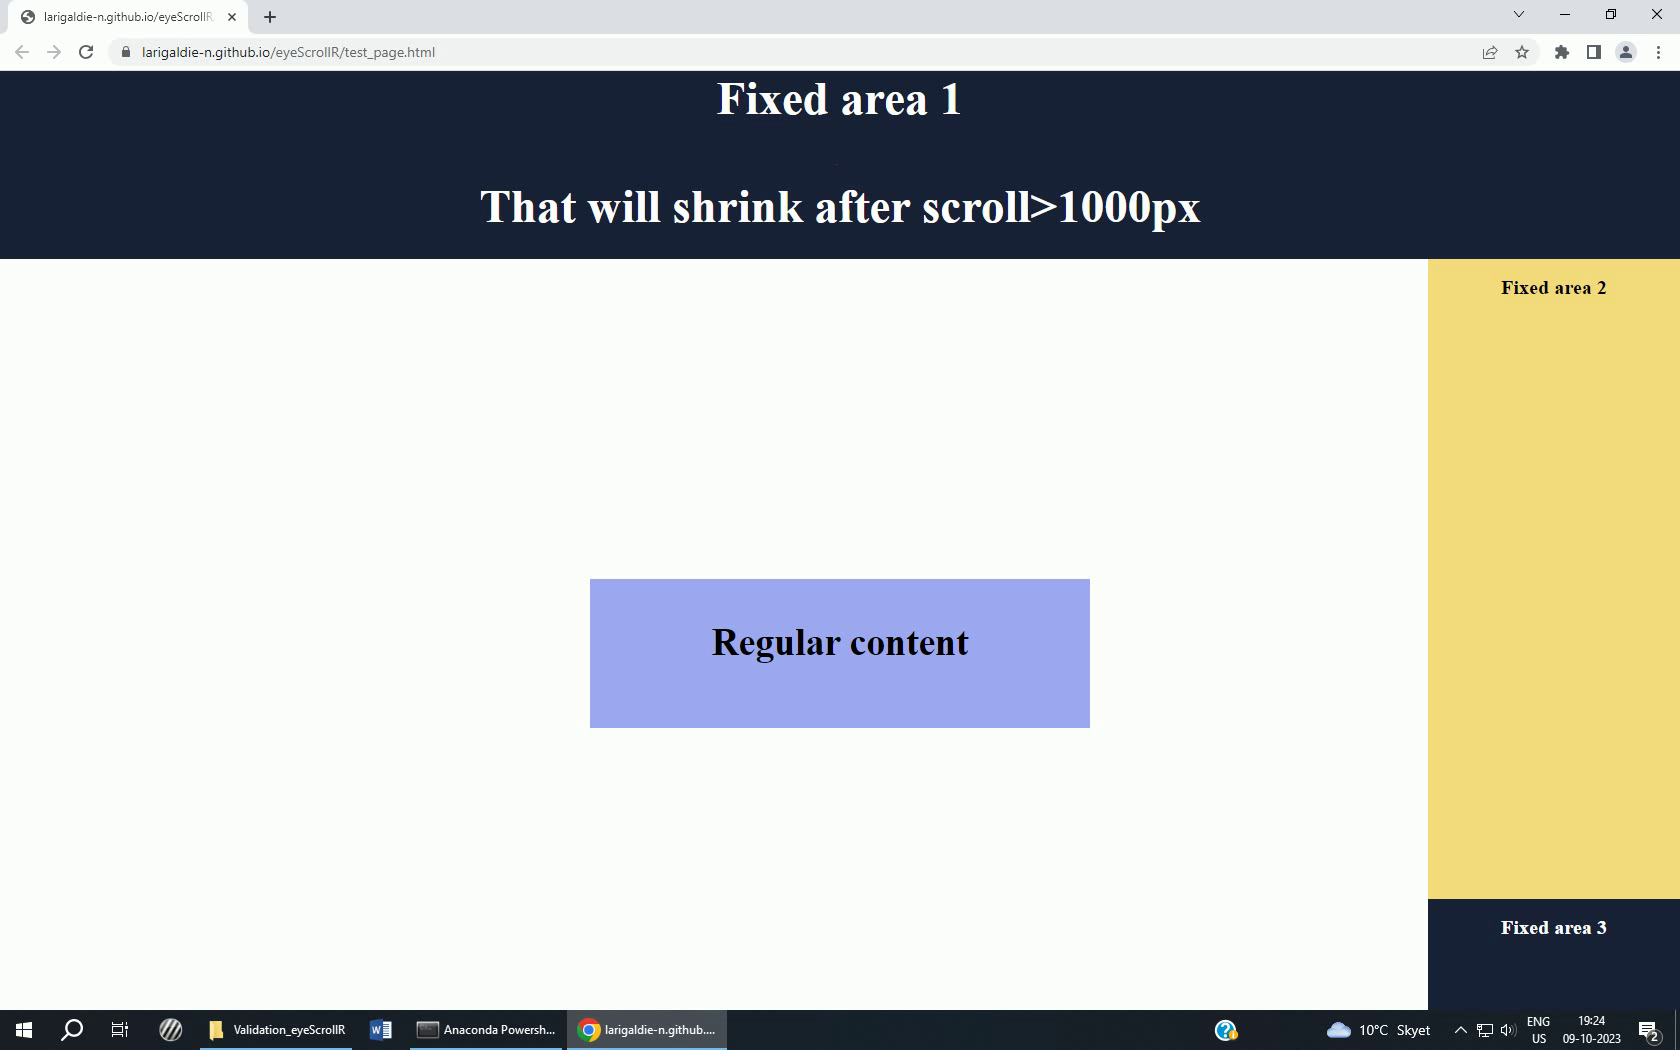 larigaldie-n.github.io/eyeScrollR
larigaldie-n.github.io/eyeScrollR/test_page.html
Fixed area 1
That will shrink after scroll>1000px
Fixed area 2
Regular content
Fixed area 3
Validation_eyeScrollR
Anaconda Powersh...
larigaldie-n.github....
10°C Skyet
ENG
US
19:24
09-10-2023
2